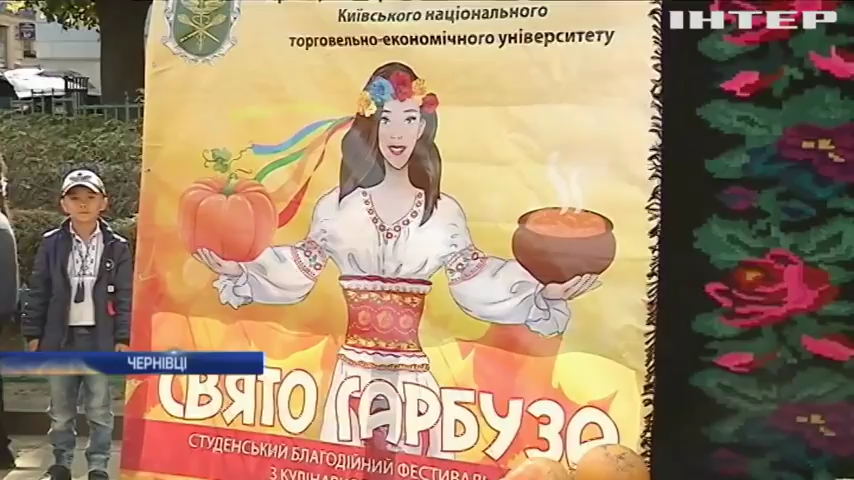 ІНТЕР
Київського національного
торговельно-економічного університету
ЧЕРНІВЦІ
СВЯТО ГАРБУЗА
СТУДЕНСЬКИЙ БЛАГОДІЙНИЙ ФЕСТИВАЛЬ